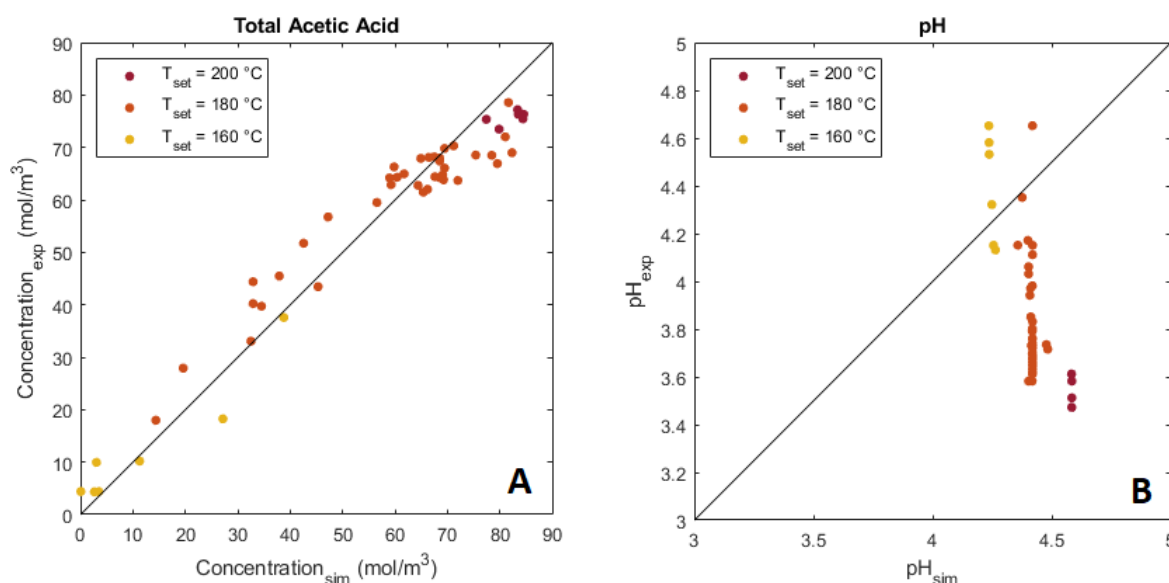 Total Acetic Acid
90
80
70
60
50
40
30
20
10
0
0 10 20 30 40 50 60 70 80 90
Concentration_exp (mol/m³)
Concentration_sim (mol/m³)
T_set = 200 °C
T_set = 180 °C
T_set = 160 °C
A
pH
5
4.8
4.6
4.4
4.2
4
3.8
3.6
3.4
3.2
3
3 3.5 4 4.5 5
pH_exp
pH_sim
T_set = 200 °C
T_set = 180 °C
T_set = 160 °C
B